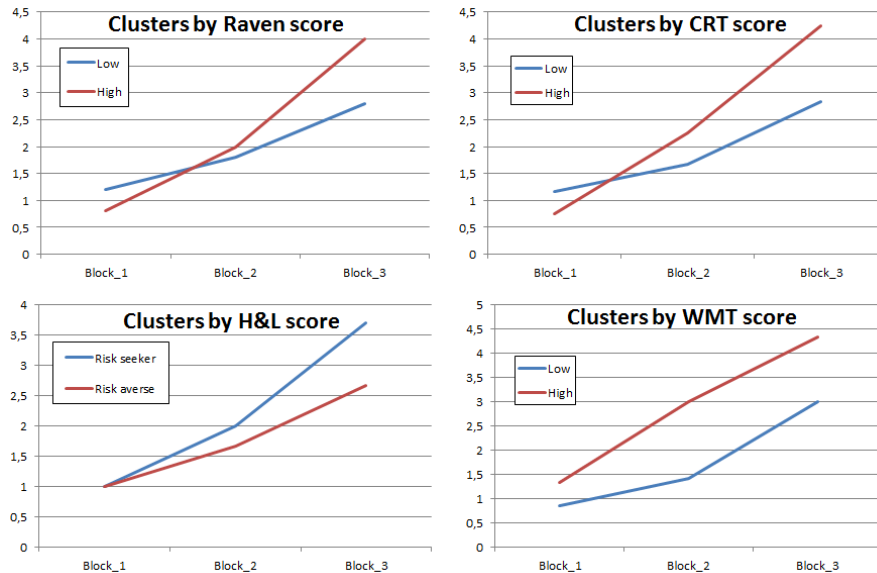 Clusters by Raven score
4,5
4
3,5
3
2,5
2
1,5
1
0,5
0
Low
High
Block_1 Block_2 Block_3
Clusters by CRT score
4,5
4
3,5
3
2,5
2
1,5
1
0,5
0
Low
High
Block_1 Block_2 Block_3
Clusters by H&L score
4
3,5
3
2,5
2
1,5
1
0,5
0
Risk seeker
Risk averse
Block_1 Block_2 Block_3
Clusters by WMT score
5
4,5
4
3,5
3
2,5
2
1,5
1
0,5
0
Low
High
Block_1 Block_2 Block_3